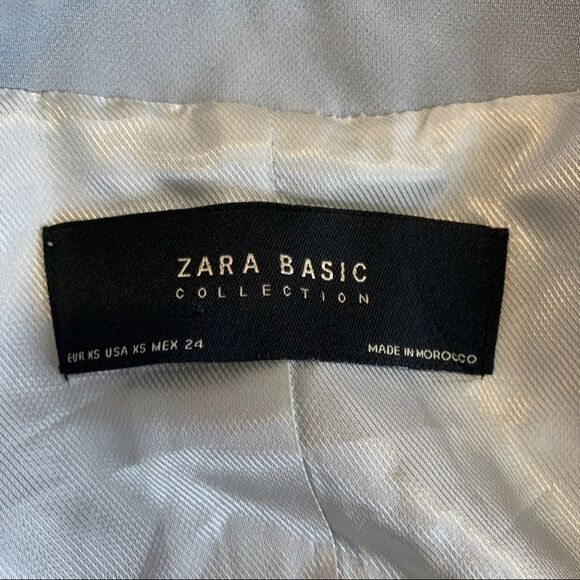 ZARA BASIC
COLLECTION
EUR XS USA XS MEX 24
MADE IN MOROCCO